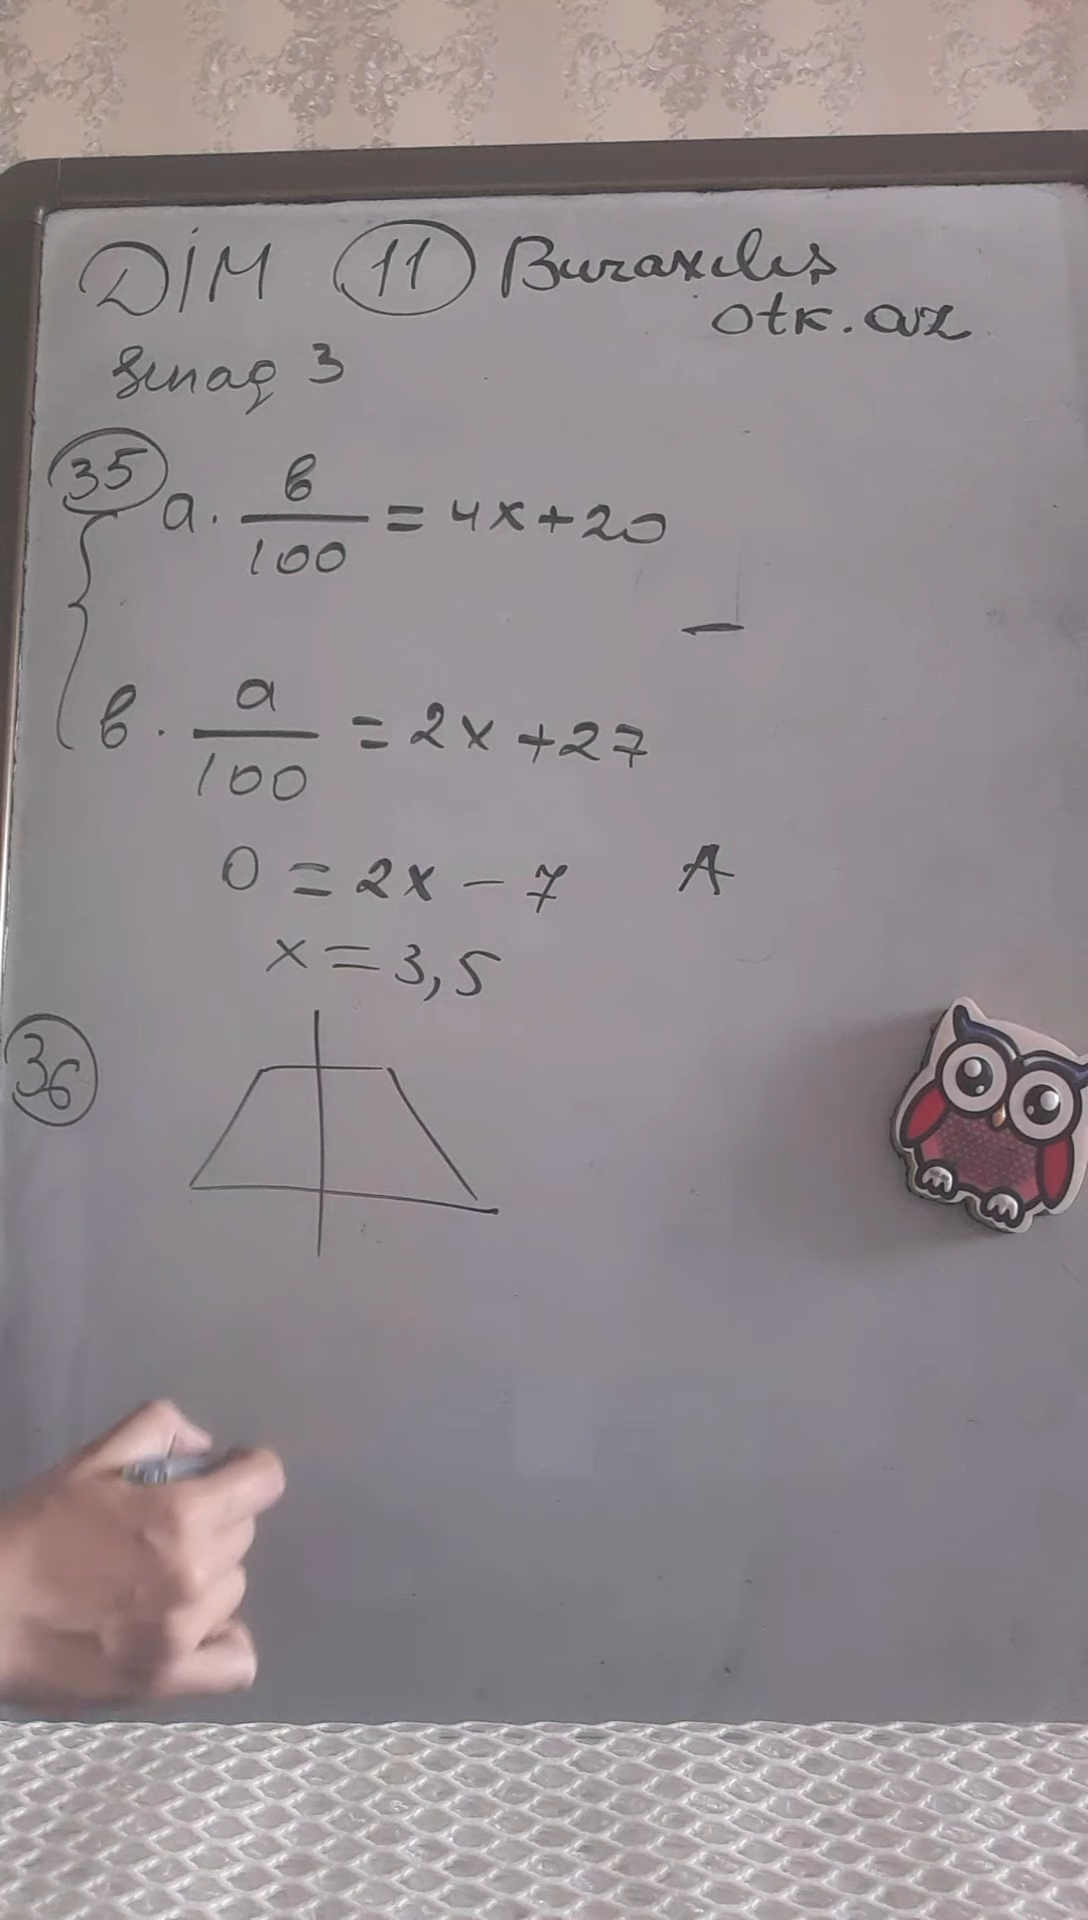 DİM 11 Buraxılış
otk.az
Sınaq 3
35
a. b/100 = 4x+20
b. a/100 = 2x+27
0 = 2x - 7 A
x = 3,5
36